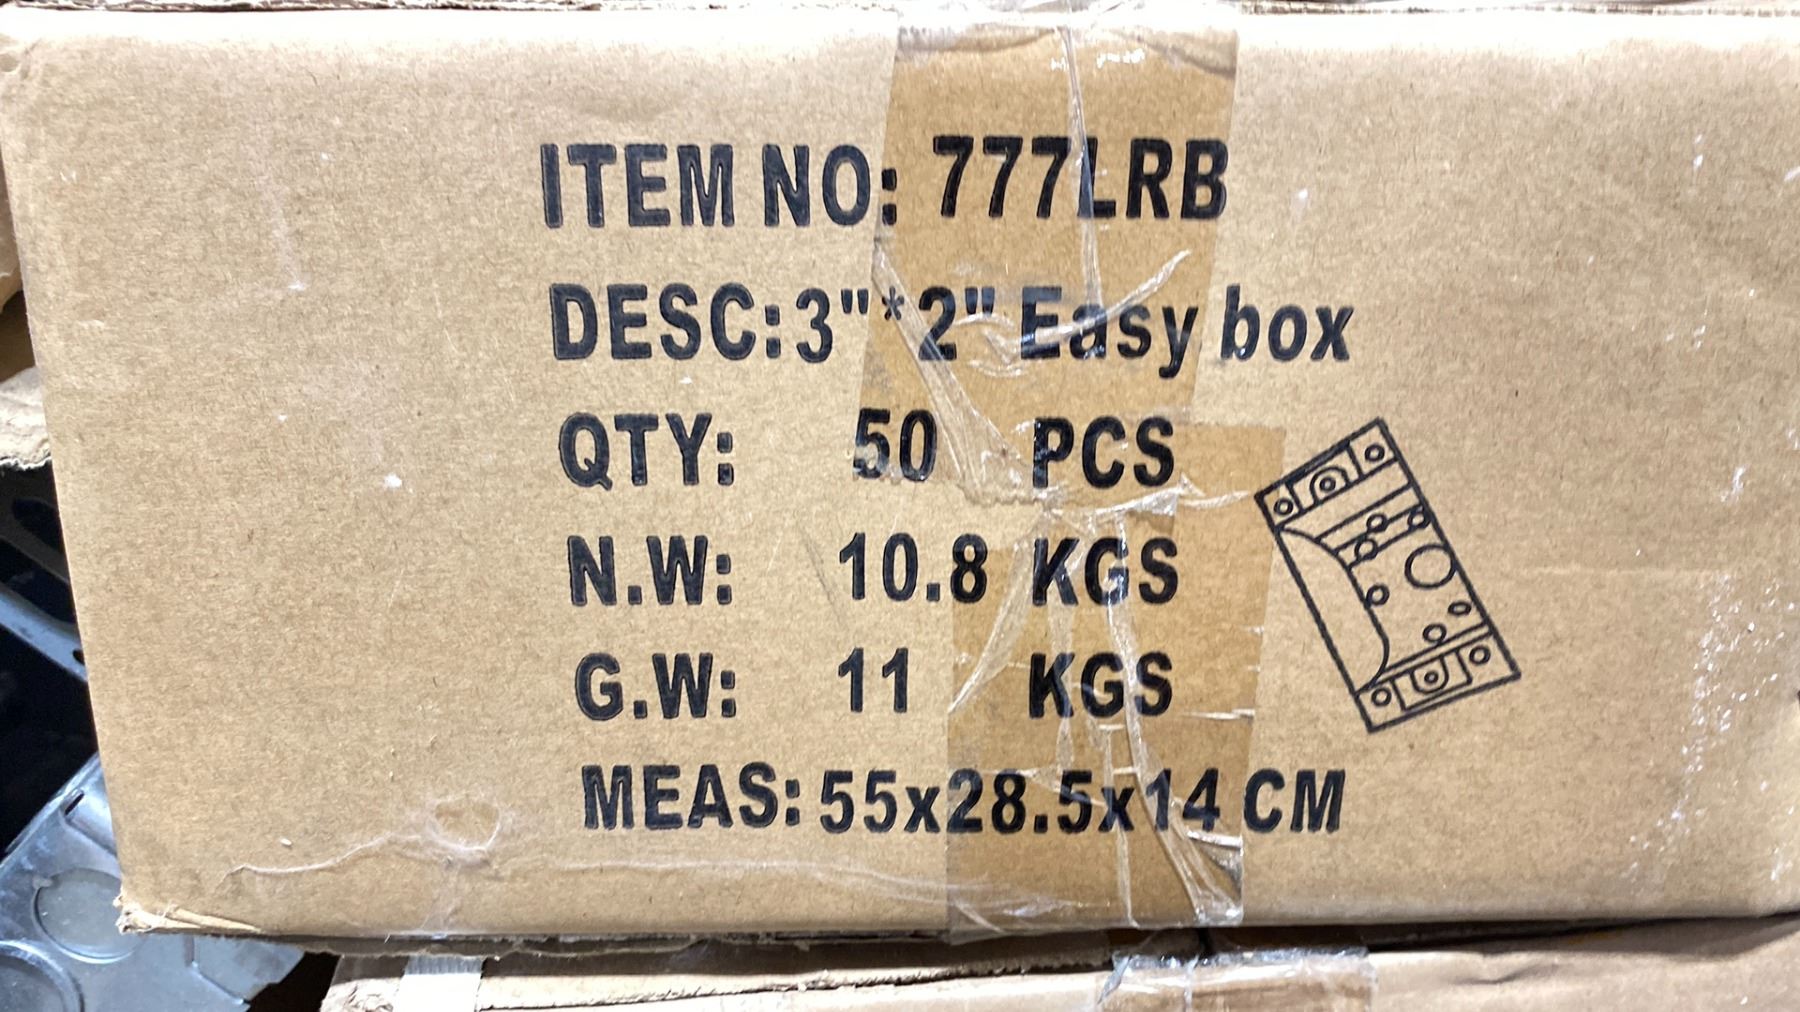 ITEM NO: 777LRB
DESC: 3"*2" Easy box
QTY: 50 PCS
N.W: 10.8 KGS
G.W: 11 KGS
MEAS: 55x28.5x14 CM